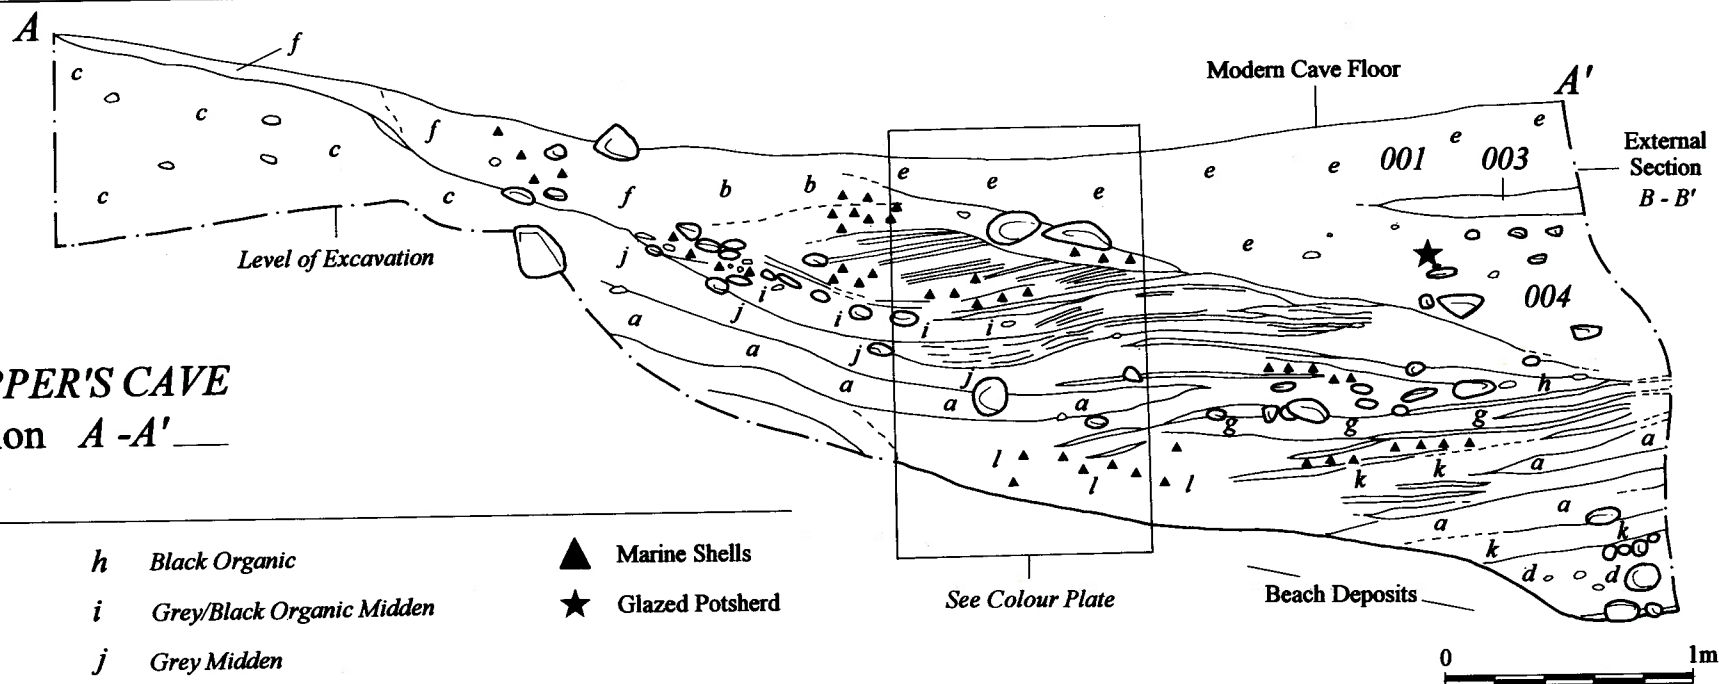 A
f
A'
Modern Cave Floor
c
c
c
c
c
f
f
b
b
e
e
e
e
e
e
e
e
001
003
004
External
Section
B - B'
Level of Excavation
j
j
j
j
i
i
i
i
a
a
a
a
a
h
g
g
g
l
l
l
k
k
k
k
a
a
a
a
d
d
PPER'S CAVE
on A -A'
h Black Organic
i Grey/Black Organic Midden
j Grey Midden
Marine Shells
Glazed Potsherd
See Colour Plate
Beach Deposits
0 1m